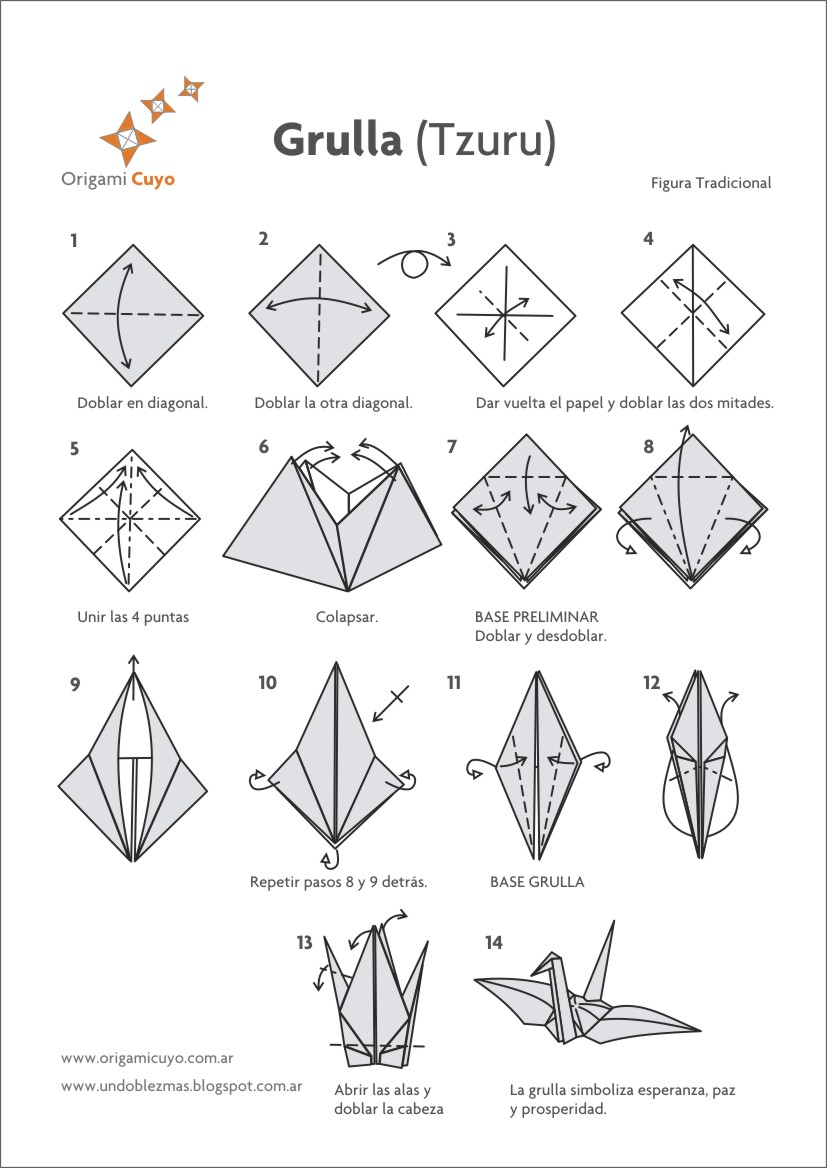 Grulla (Tzuru)
Origami Cuyo
Figura Tradicional
1
2
3
4
Doblar en diagonal.
Doblar la otra diagonal.
Dar vuelta el papel y doblar las dos mitades.
5
6
7
8
Unir las 4 puntas
Colapsar.
BASE PRELIMINAR
Doblar y desdoblar.
9
10
11
12
Repetir pasos 8 y 9 detrás.
BASE GRULLA
13
14
www.origamicuyo.com.ar
www.undoblezmas.blogspot.com.ar
Abrir las alas y
doblar la cabeza
La grulla simboliza esperanza, paz
y prosperidad.